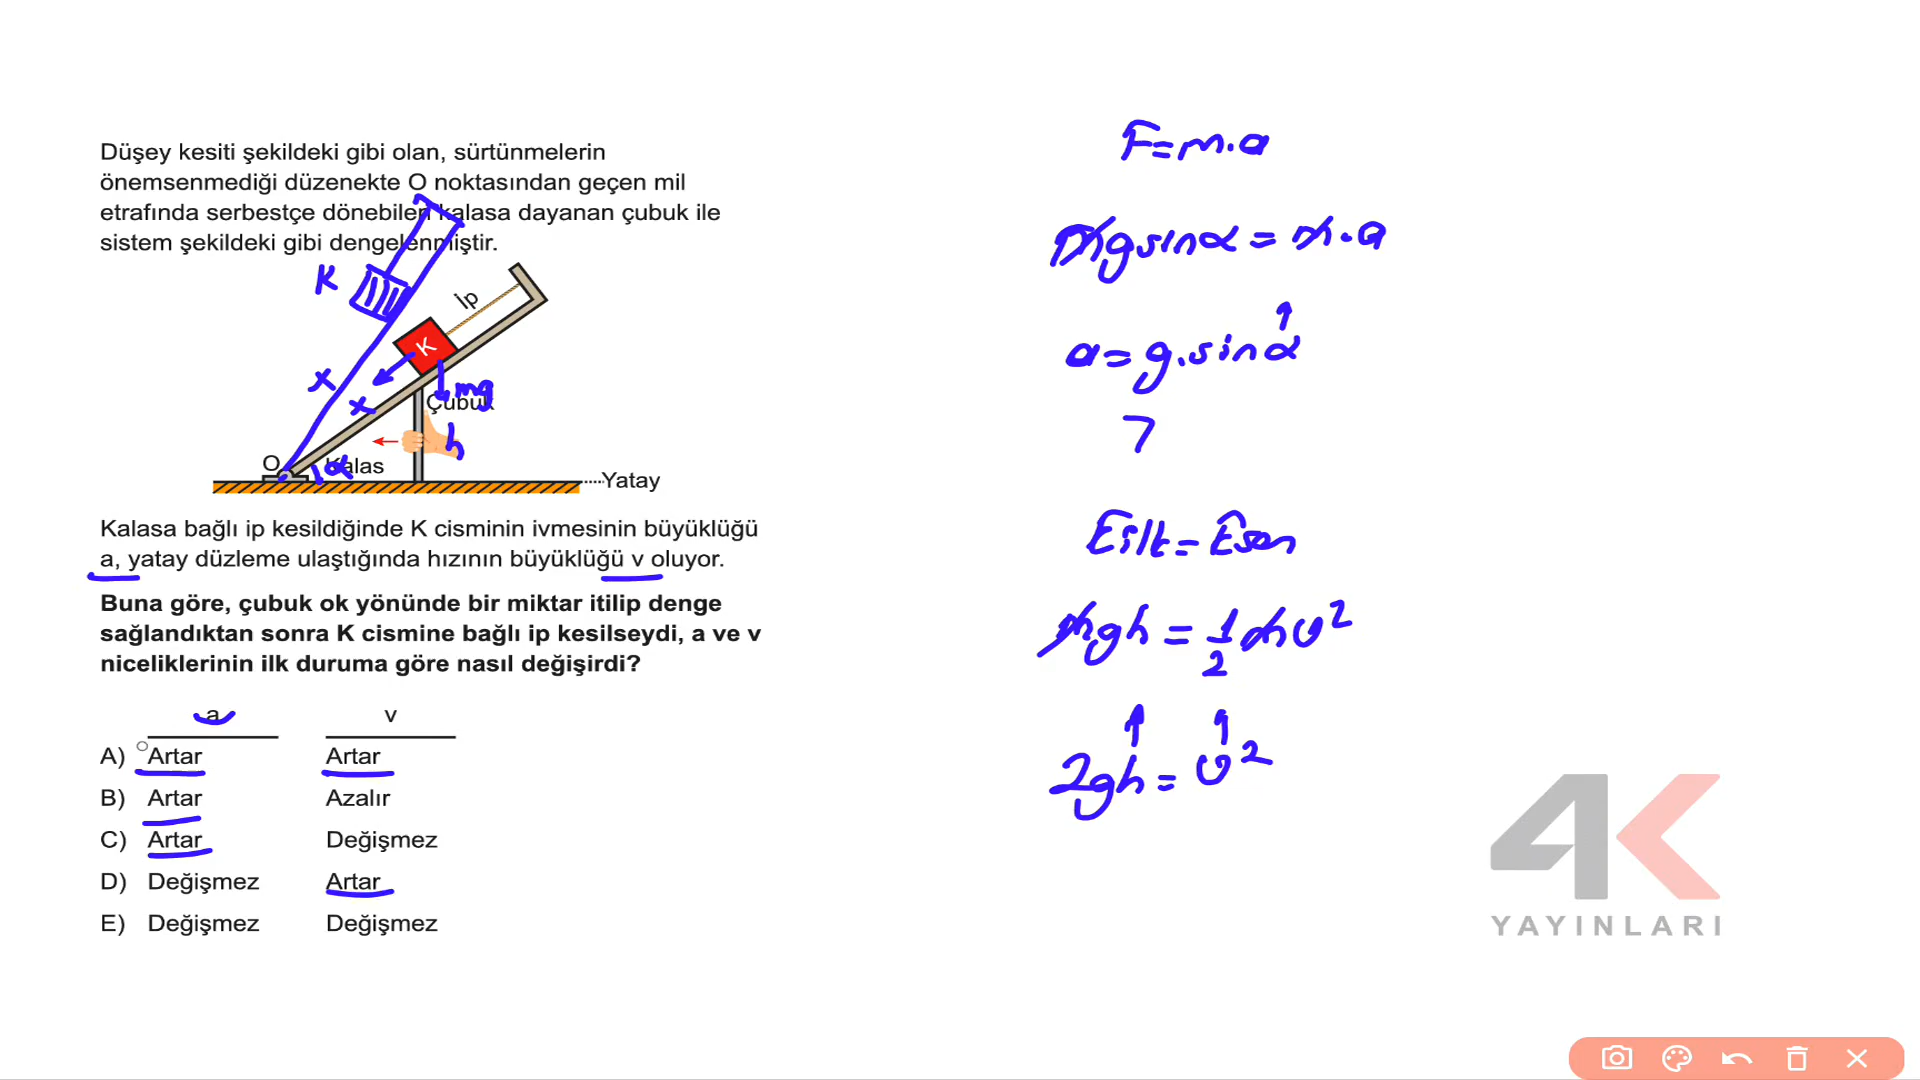 Düşey kesiti şekildeki gibi olan, sürtünmelerin
önemsenmediği düzenekte O noktasından geçen mil
etrafında serbestçe dönebilen kalasa dayanan çubuk ile
sistem şekildeki gibi dengelenmiştir.
K
İp
K
x
x
mg
Çubuk
h
O
α
Kalas
Yatay
Kalasa bağlı ip kesildiğinde K cisminin ivmesinin büyüklüğü
a, yatay düzleme ulaştığında hızının büyüklüğü v oluyor.
Buna göre, çubuk ok yönünde bir miktar itilip denge
sağlandıktan sonra K cismine bağlı ip kesilseydi, a ve v
niceliklerinin ilk duruma göre nasıl değişirdi?
a v
A) Artar Artar
B) Artar Azalır
C) Artar Değişmez
D) Değişmez Artar
E) Değişmez Değişmez
F=m.a
mgsinα = m.a
a= g.sinα
Eilk = Eson
mgh = 1/2 mv²
2gh = v²
4K
YAYINLARI